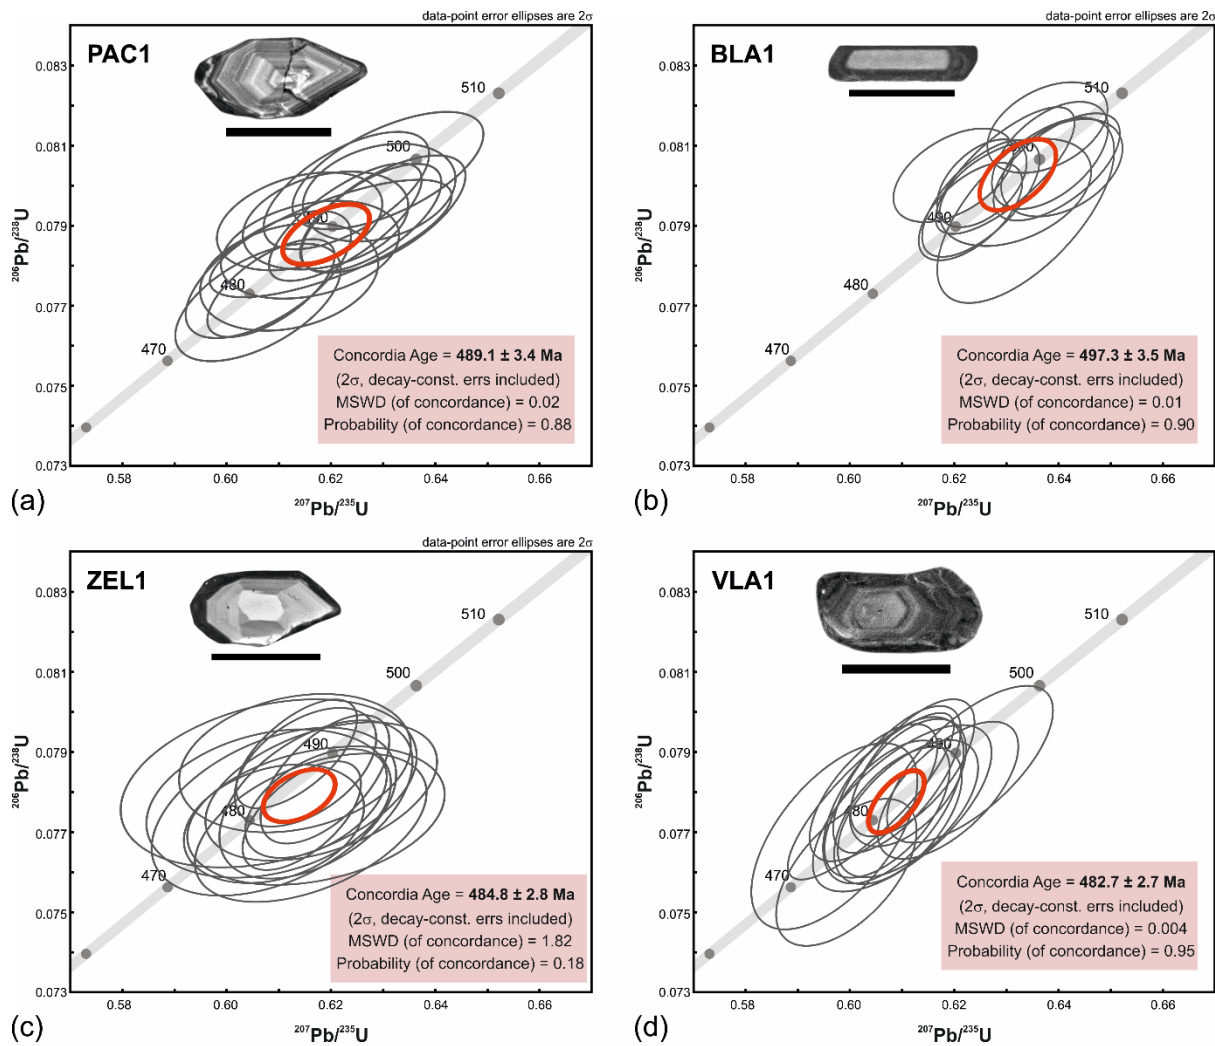 data-point error ellipses are 2σ
PAC1
0.083
0.081
0.079
0.077
0.075
0.073
²⁰⁶Pb/²³⁸U
510
500
490
480
470
Concordia Age = 489.1 ± 3.4 Ma
(2σ, decay-const. errs included)
MSWD (of concordance) = 0.02
Probability (of concordance) = 0.88
0.58 0.60 0.62 0.64 0.66
²⁰⁷Pb/²³⁵U
(a)
data-point error ellipses are 2σ
BLA1
0.083
0.081
0.079
0.077
0.075
0.073
²⁰⁶Pb/²³⁸U
510
490
480
470
Concordia Age = 497.3 ± 3.5 Ma
(2σ, decay-const. errs included)
MSWD (of concordance) = 0.01
Probability (of concordance) = 0.90
0.58 0.60 0.62 0.64 0.66
²⁰⁷Pb/²³⁵U
(b)
data-point error ellipses are 2σ
ZEL1
0.083
0.081
0.079
0.077
0.075
0.073
²⁰⁶Pb/²³⁸U
510
500
490
480
470
Concordia Age = 484.8 ± 2.8 Ma
(2σ, decay-const. errs included)
MSWD (of concordance) = 1.82
Probability (of concordance) = 0.18
0.58 0.60 0.62 0.64 0.66
²⁰⁷Pb/²³⁵U
(c)
data-point error ellipses are 2σ
VLA1
0.083
0.081
0.079
0.077
0.075
0.073
²⁰⁶Pb/²³⁸U
510
500
490
480
470
Concordia Age = 482.7 ± 2.7 Ma
(2σ, decay-const. errs included)
MSWD (of concordance) = 0.004
Probability (of concordance) = 0.95
0.58 0.60 0.62 0.64 0.66
²⁰⁷Pb/²³⁵U
(d)